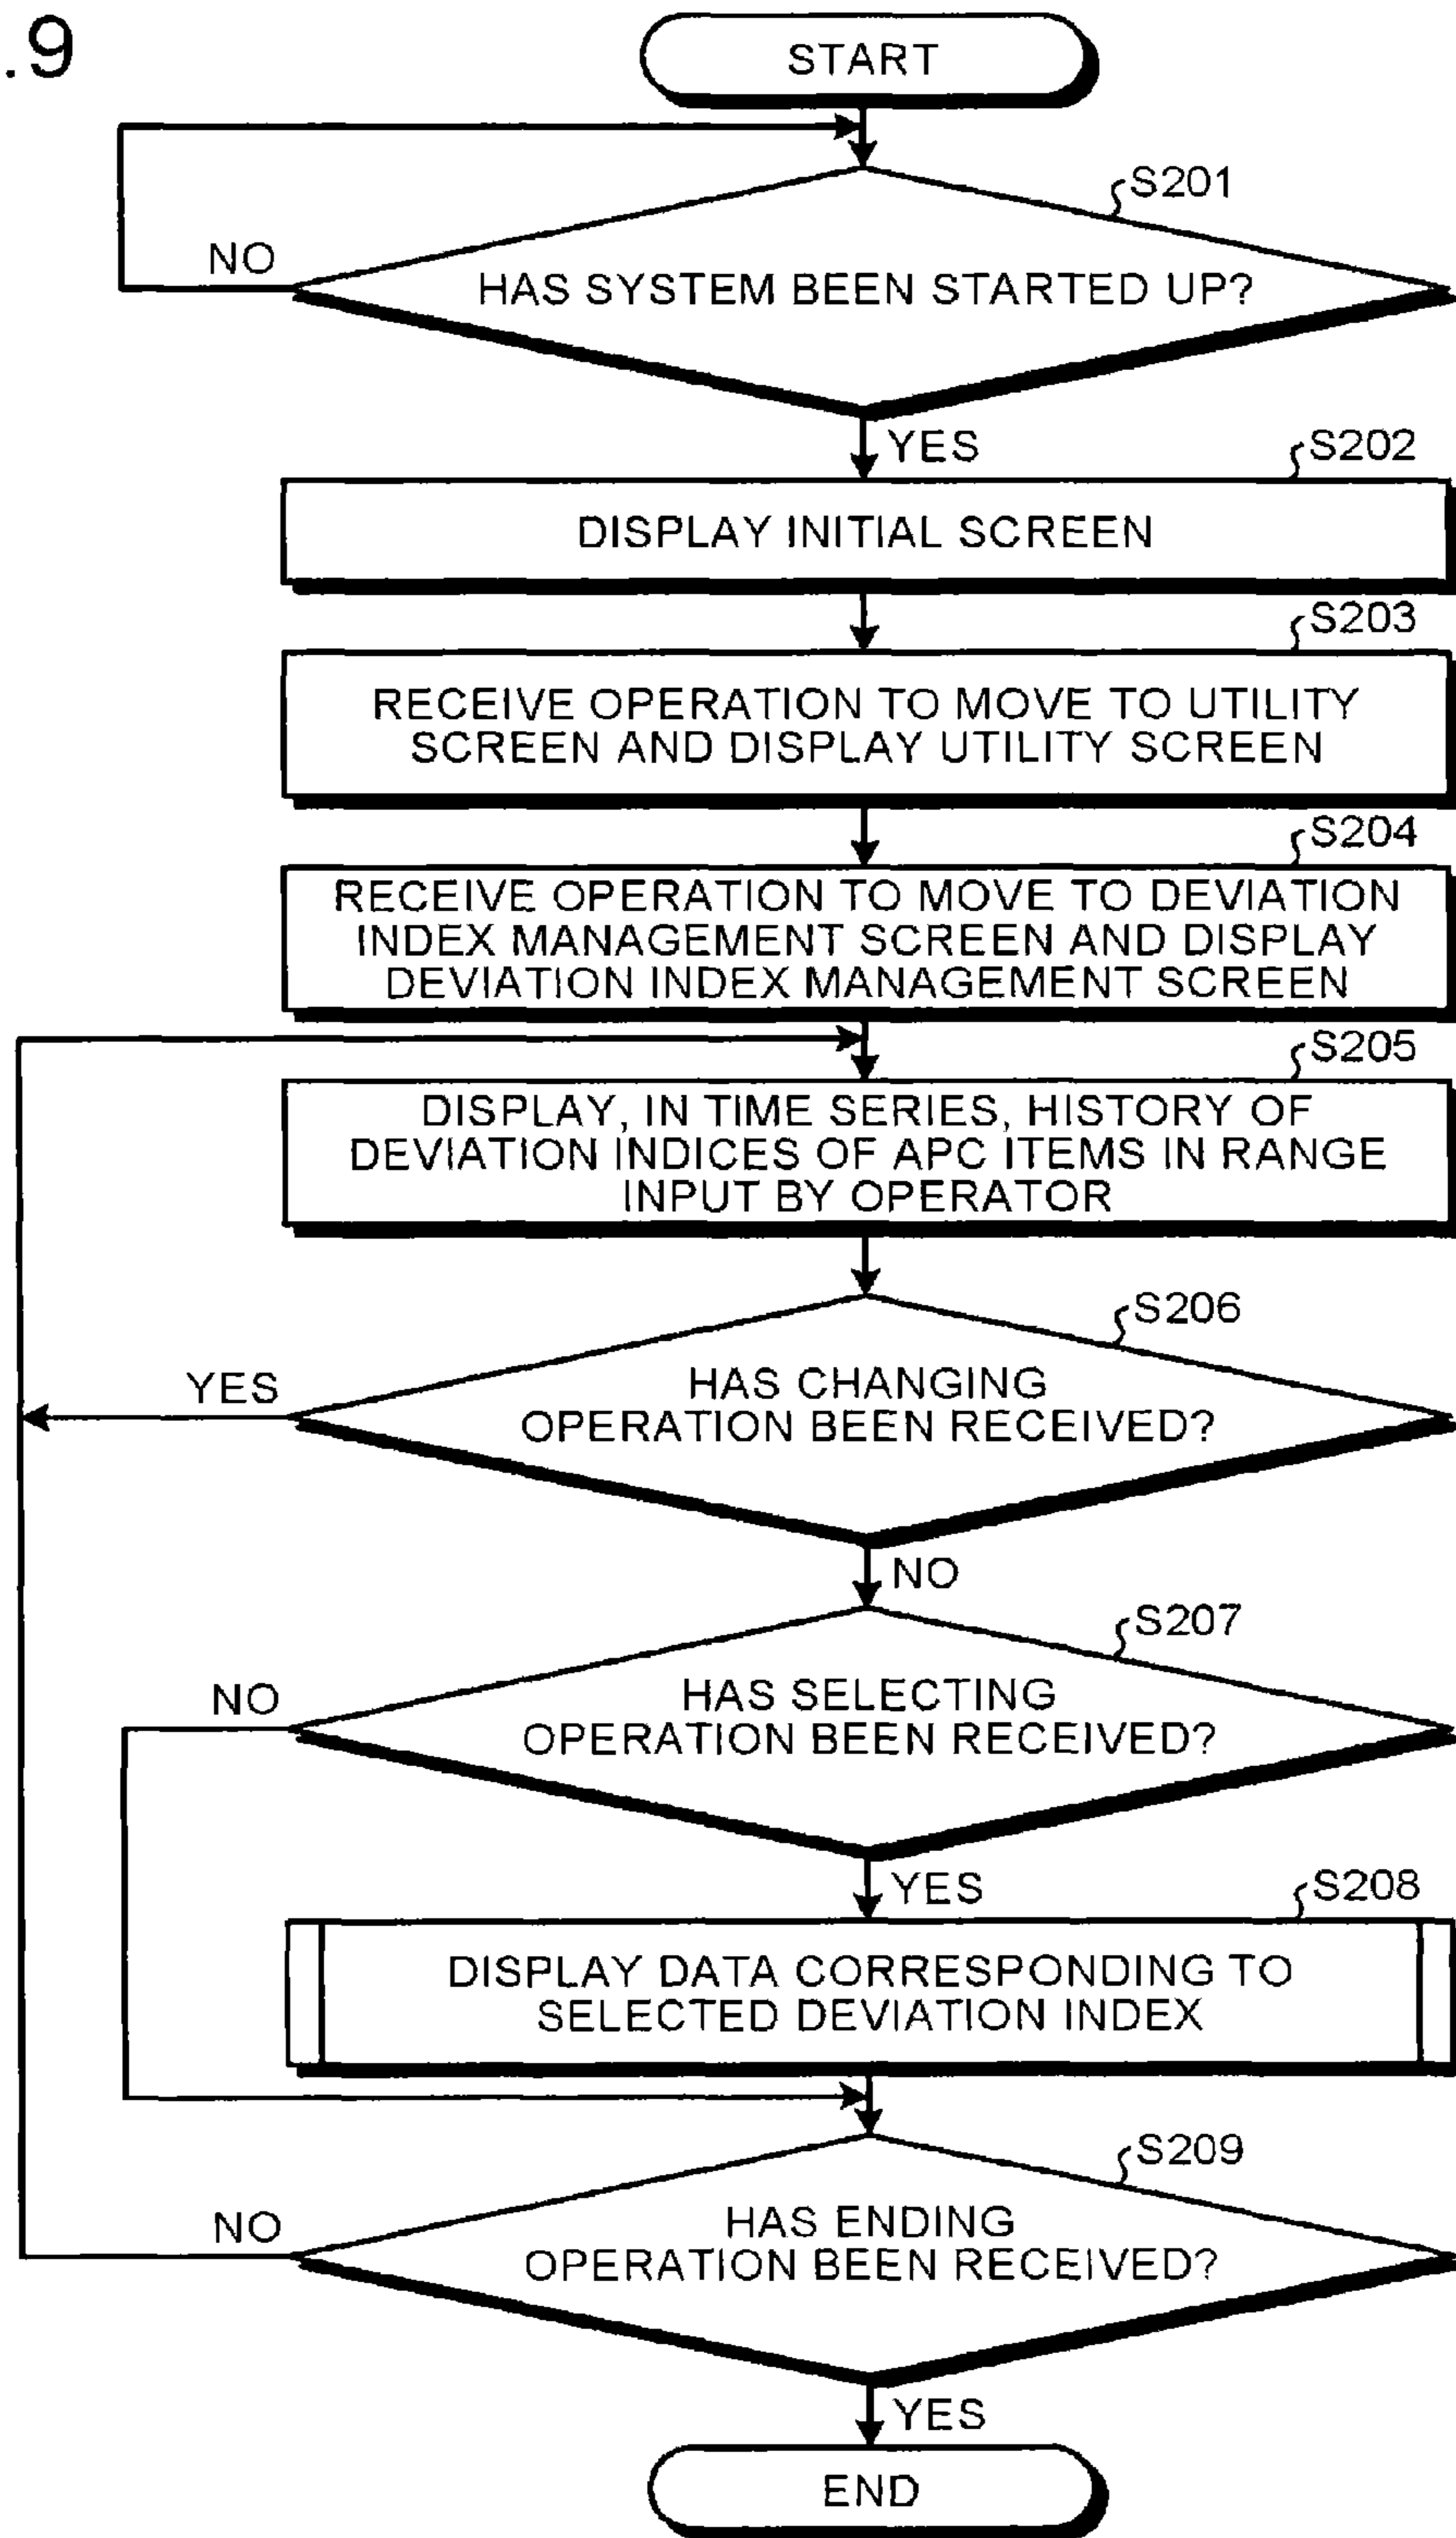 .9
START
S201
NO
HAS SYSTEM BEEN STARTED UP?
YES
S202
DISPLAY INITIAL SCREEN
S203
RECEIVE OPERATION TO MOVE TO UTILITY
SCREEN AND DISPLAY UTILITY SCREEN
S204
RECEIVE OPERATION TO MOVE TO DEVIATION
INDEX MANAGEMENT SCREEN AND DISPLAY
DEVIATION INDEX MANAGEMENT SCREEN
S205
DISPLAY, IN TIME SERIES, HISTORY OF
DEVIATION INDICES OF APC ITEMS IN RANGE
INPUT BY OPERATOR
S206
YES
HAS CHANGING
OPERATION BEEN RECEIVED?
NO
S207
NO
HAS SELECTING
OPERATION BEEN RECEIVED?
YES
S208
DISPLAY DATA CORRESPONDING TO
SELECTED DEVIATION INDEX
S209
NO
HAS ENDING
OPERATION BEEN RECEIVED?
YES
END